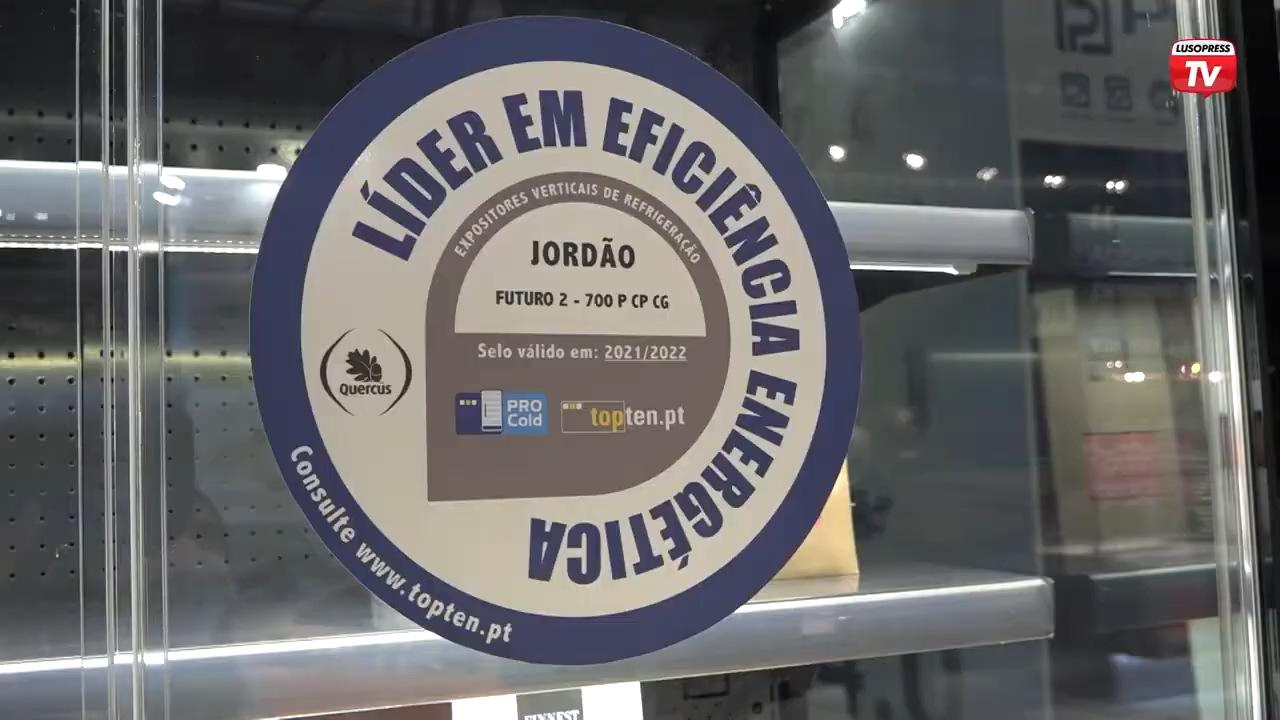 LUSOPRESS
TV
LÍDER EM EFICIÊNCIA ENERGÉTICA
EXPOSITORES VERTICAIS DE REFRIGERAÇÃO
JORDÃO
FUTURO 2 - 700 P CP CG
Selo válido em: 2021/2022
Quercus
PRO
Cold
topten.pt
Consulte www.topten.pt
FINNEST